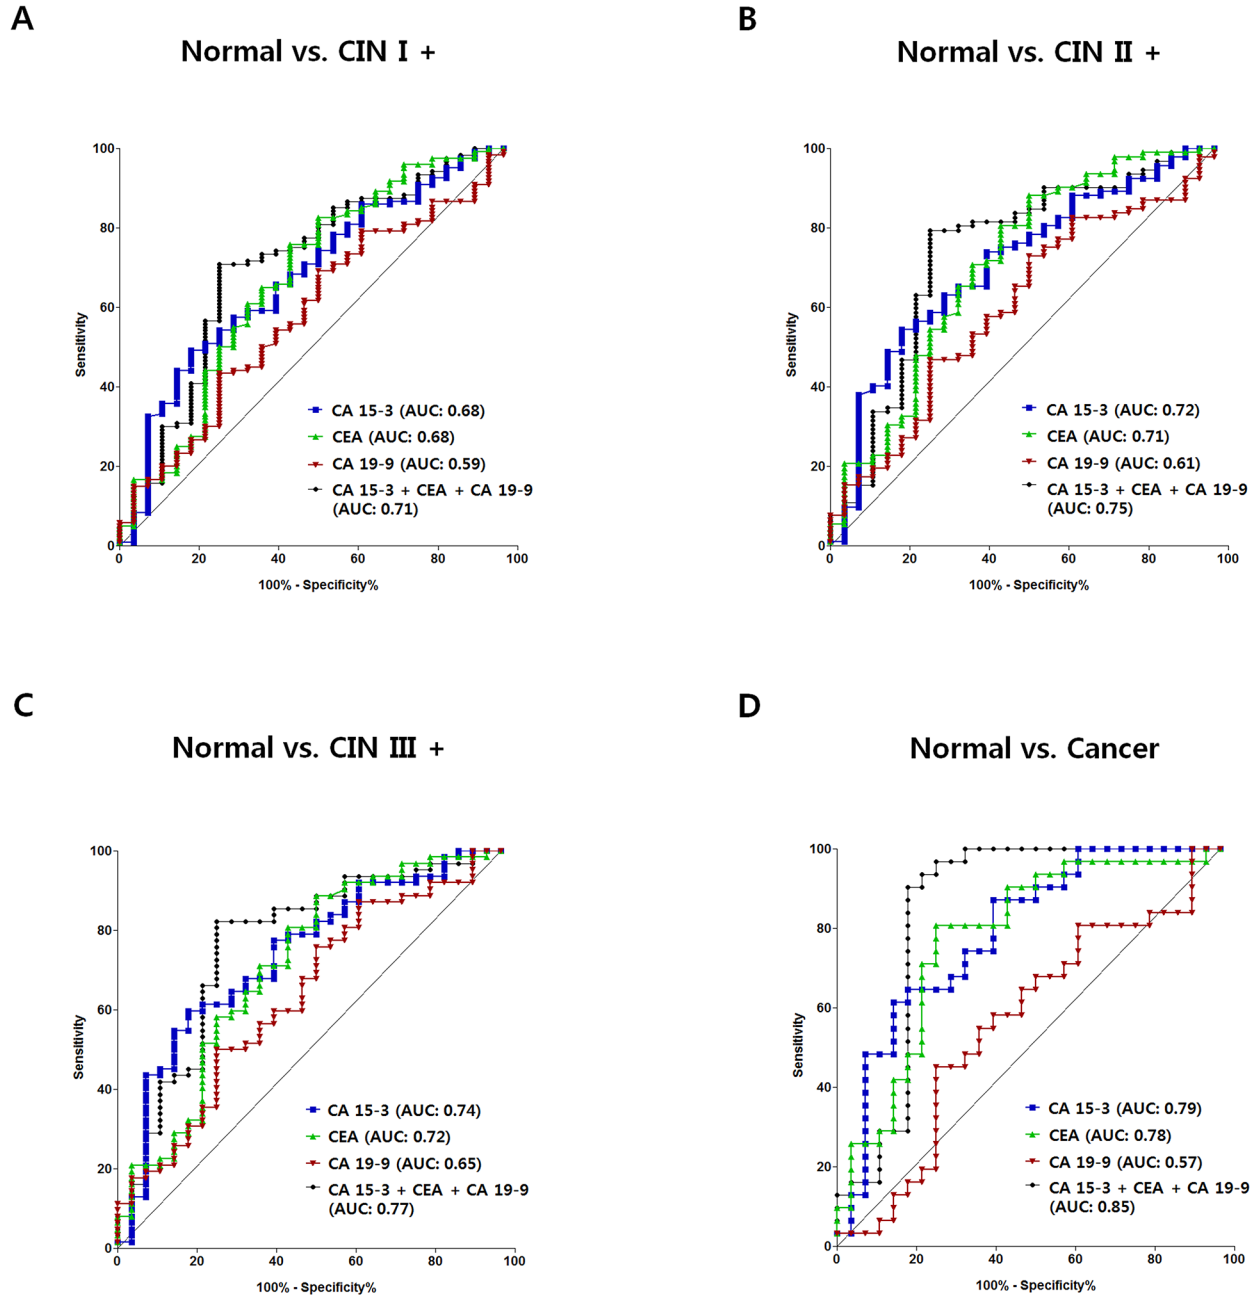 A
Normal vs. CIN I +
100
80
60
40
20
0
Sensitivity
CA 15-3 (AUC: 0.68)
CEA (AUC: 0.68)
CA 19-9 (AUC: 0.59)
CA 15-3 + CEA + CA 19-9
(AUC: 0.71)
0 20 40 60 80 100
100% - Specificity%
B
Normal vs. CIN II +
100
80
60
40
20
0
Sensitivity
CA 15-3 (AUC: 0.72)
CEA (AUC: 0.71)
CA 19-9 (AUC: 0.61)
CA 15-3 + CEA + CA 19-9
(AUC: 0.75)
0 20 40 60 80 100
100% - Specificity%
C
Normal vs. CIN III +
100
80
60
40
20
0
Sensitivity
CA 15-3 (AUC: 0.74)
CEA (AUC: 0.72)
CA 19-9 (AUC: 0.65)
CA 15-3 + CEA + CA 19-9
(AUC: 0.77)
0 20 40 60 80 100
100% - Specificity%
D
Normal vs. Cancer
100
80
60
40
20
0
Sensitivity
CA 15-3 (AUC: 0.79)
CEA (AUC: 0.78)
CA 19-9 (AUC: 0.57)
CA 15-3 + CEA + CA 19-9
(AUC: 0.85)
0 20 40 60 80 100
100% - Specificity%